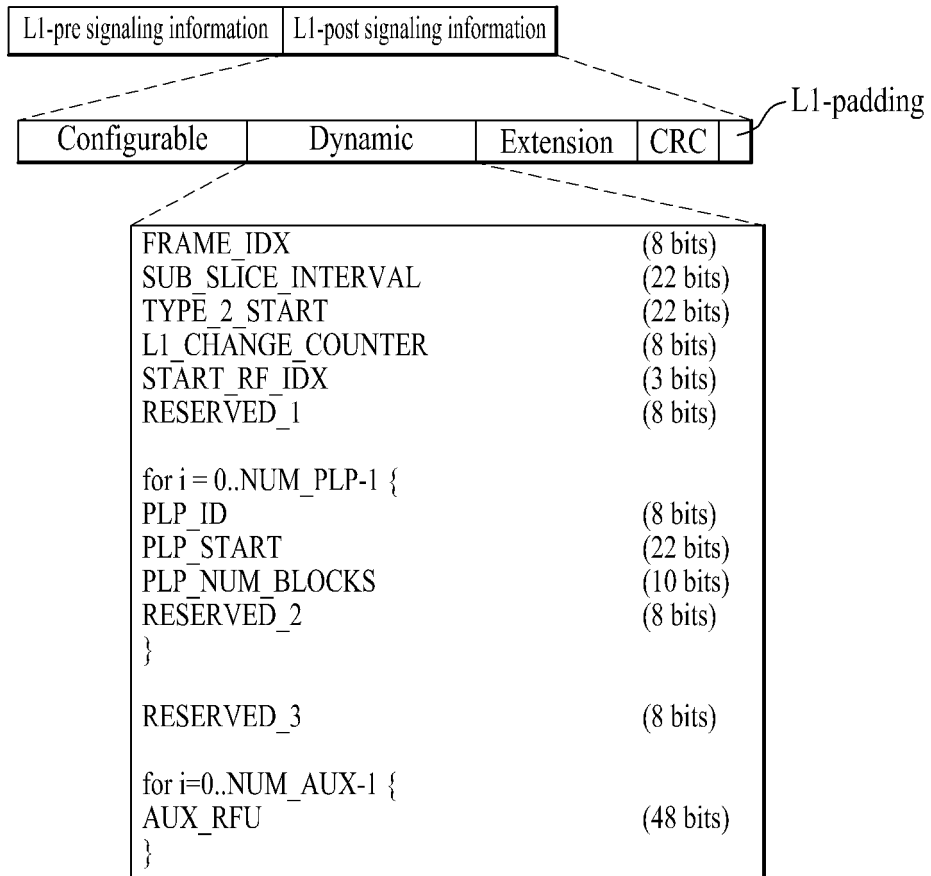 L1-pre signaling information L1-post signaling information
L1-padding
Configurable Dynamic Extension CRC
FRAME_IDX (8 bits)
SUB_SLICE_INTERVAL (22 bits)
TYPE_2_START (22 bits)
L1_CHANGE_COUNTER (8 bits)
START_RF_IDX (3 bits)
RESERVED_1 (8 bits)
for i = 0..NUM_PLP-1 {
PLP_ID (8 bits)
PLP_START (22 bits)
PLP_NUM_BLOCKS (10 bits)
RESERVED_2 (8 bits)
}
RESERVED_3 (8 bits)
for i=0..NUM_AUX-1 {
AUX_RFU (48 bits)
}